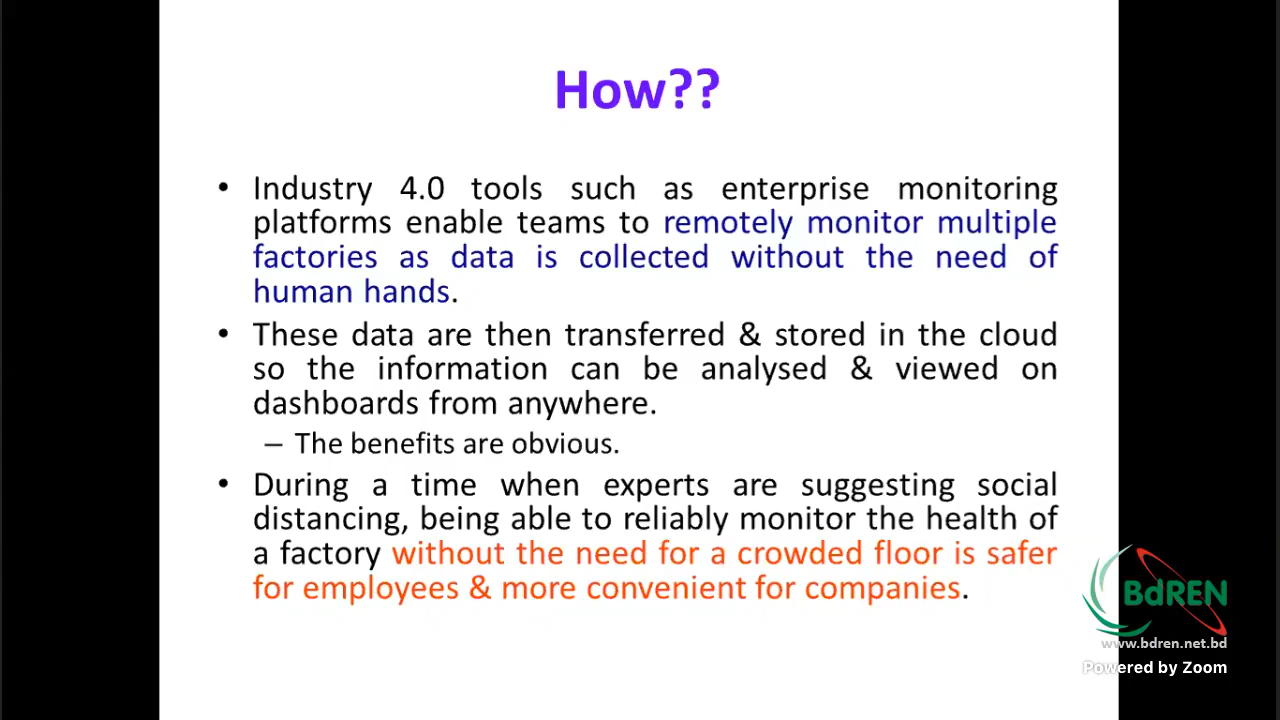 How??
• Industry 4.0 tools such as enterprise monitoring
platforms enable teams to remotely monitor multiple
factories as data is collected without the need of
human hands.
• These data are then transferred & stored in the cloud
so the information can be analysed & viewed on
dashboards from anywhere.
– The benefits are obvious.
• During a time when experts are suggesting social
distancing, being able to reliably monitor the health of
a factory without the need for a crowded floor is safer
for employees & more convenient for companies.
BdREN
www.bdren.net.bd
Powered by Zoom